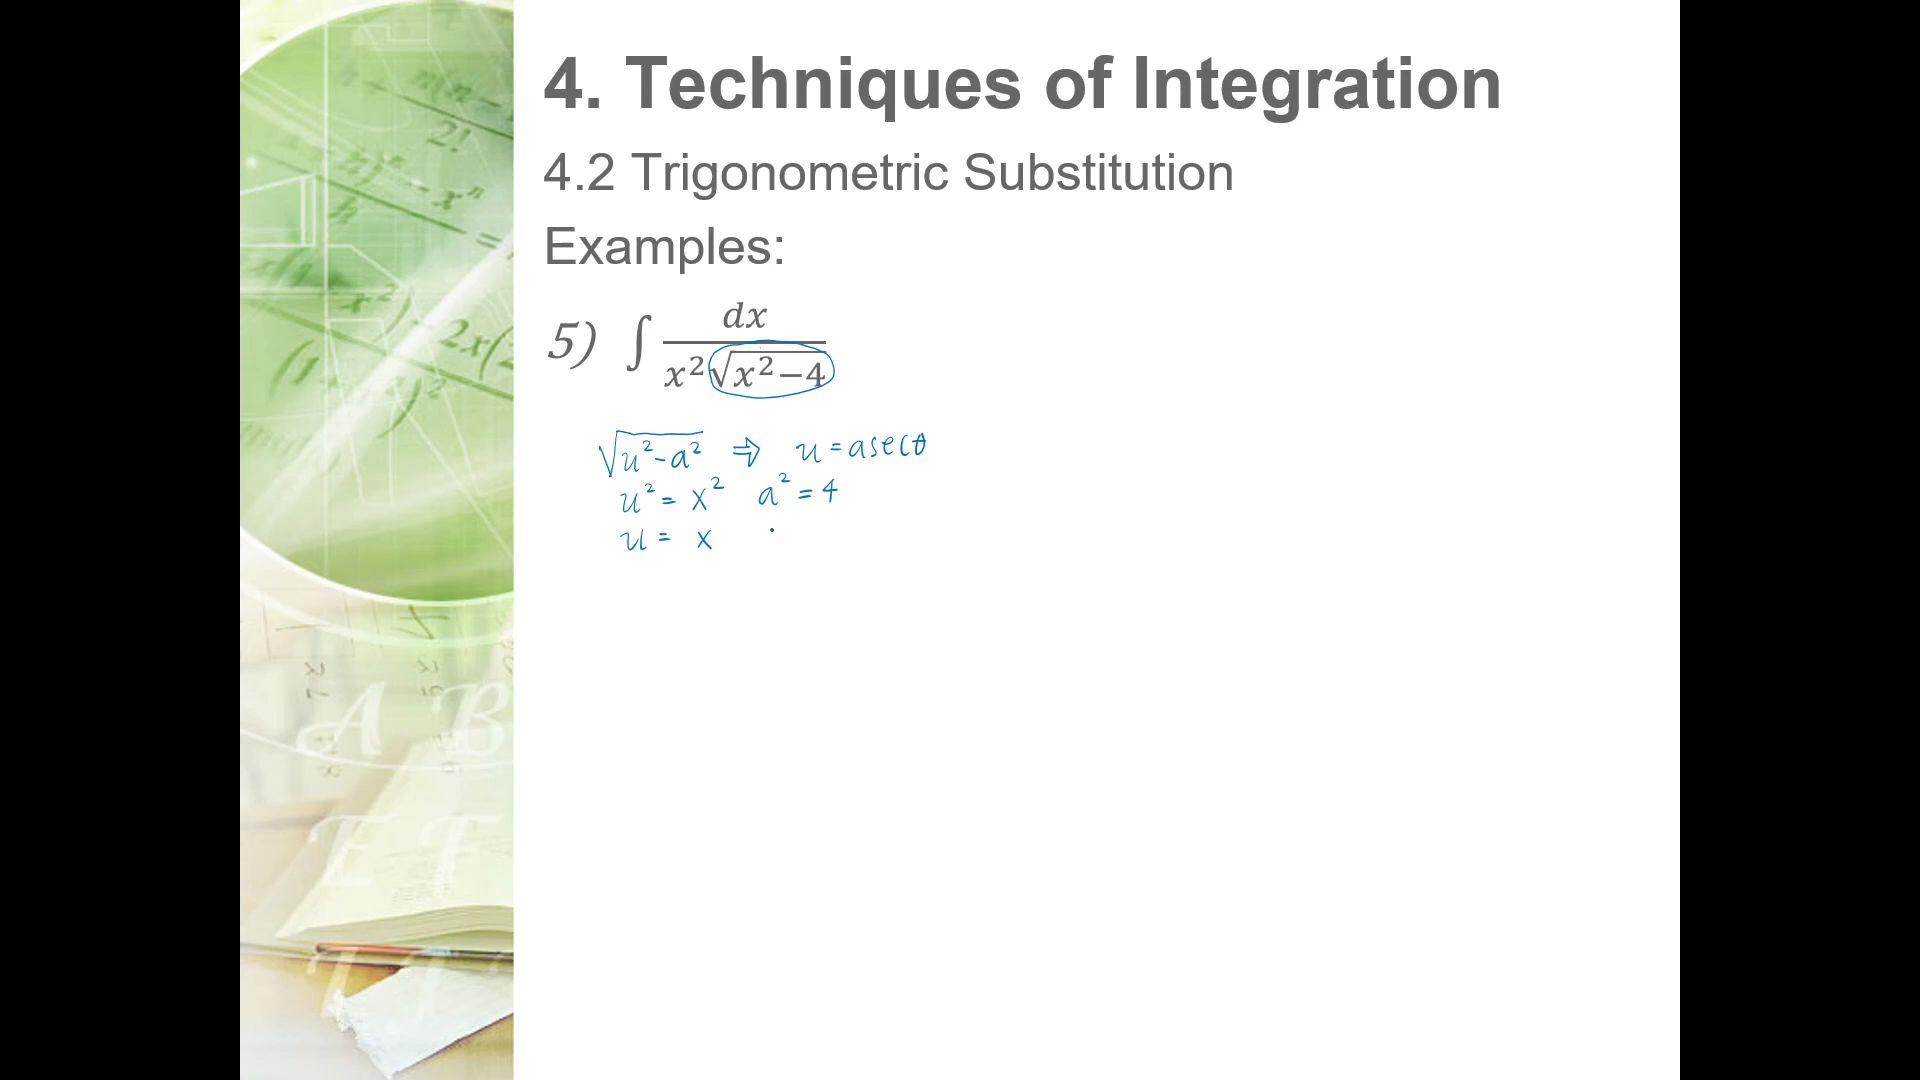 4. Techniques of Integration
4.2 Trigonometric Substitution
Examples:
5) ∫ dx / x²√x²−4
√u²-a² ⇒ u = a sec θ
u² = x² a² = 4
u = x